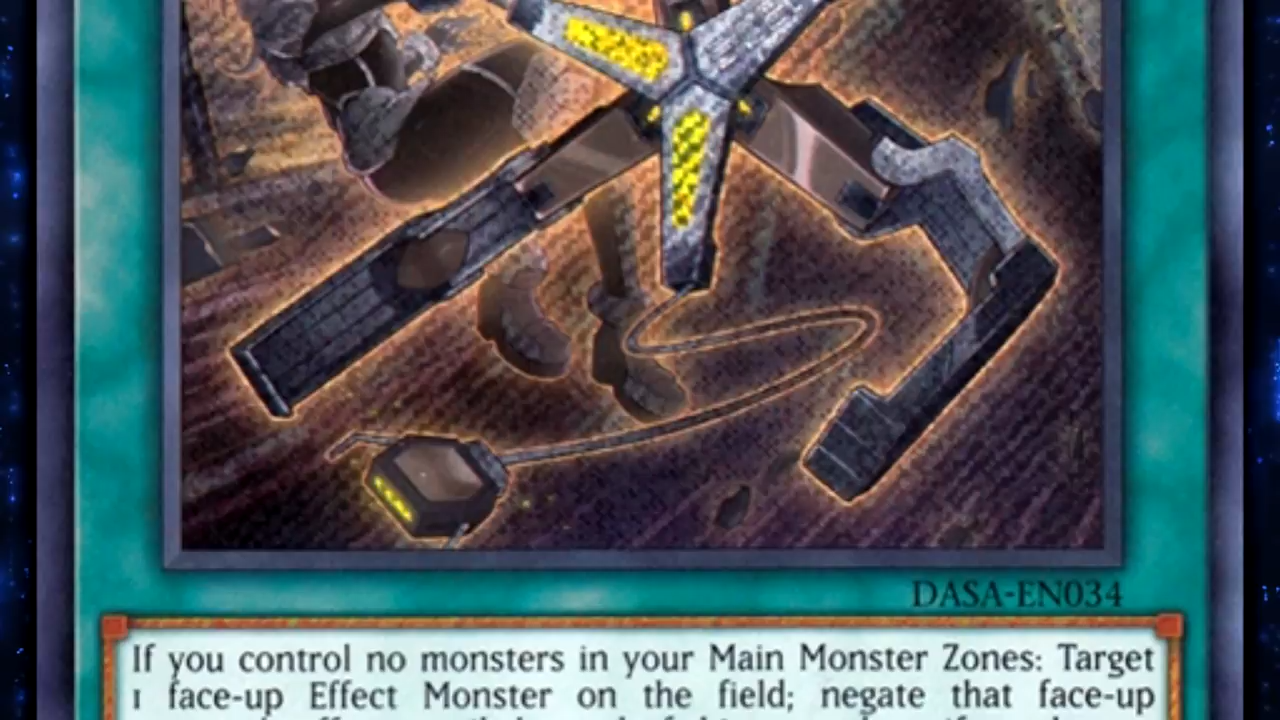 DASA-EN034
If you control no monsters in your Main Monster Zones: Target
1 face-up Effect Monster on the field; negate that face-up